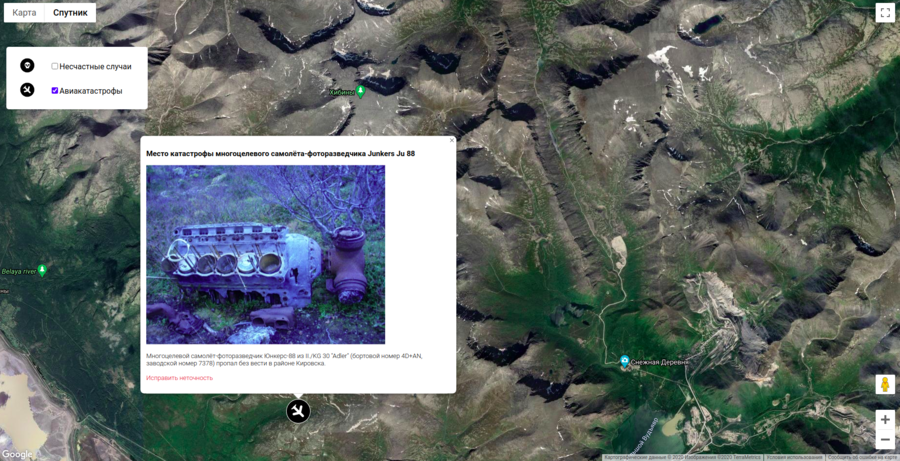 Карта Спутник
Несчастные случаи
Авиакатастрофы
Хибины
Место катастрофы многоцелевого самолёта-фоторазведчика Junkers Ju 88
Belaya river
Многоцелевой самолёт-фоторазведчик Юнкерс-88 из II./KG 30 "Adler" (бортовой номер 4D+AN,
заводской номер 7378) пропал без вести в районе Кировска.
Исправить неточность
Снежная Деревня
Google
Картографические данные © 2020 Изображения ©2020 TerraMetrics Условия использования Сообщить об ошибке на карте